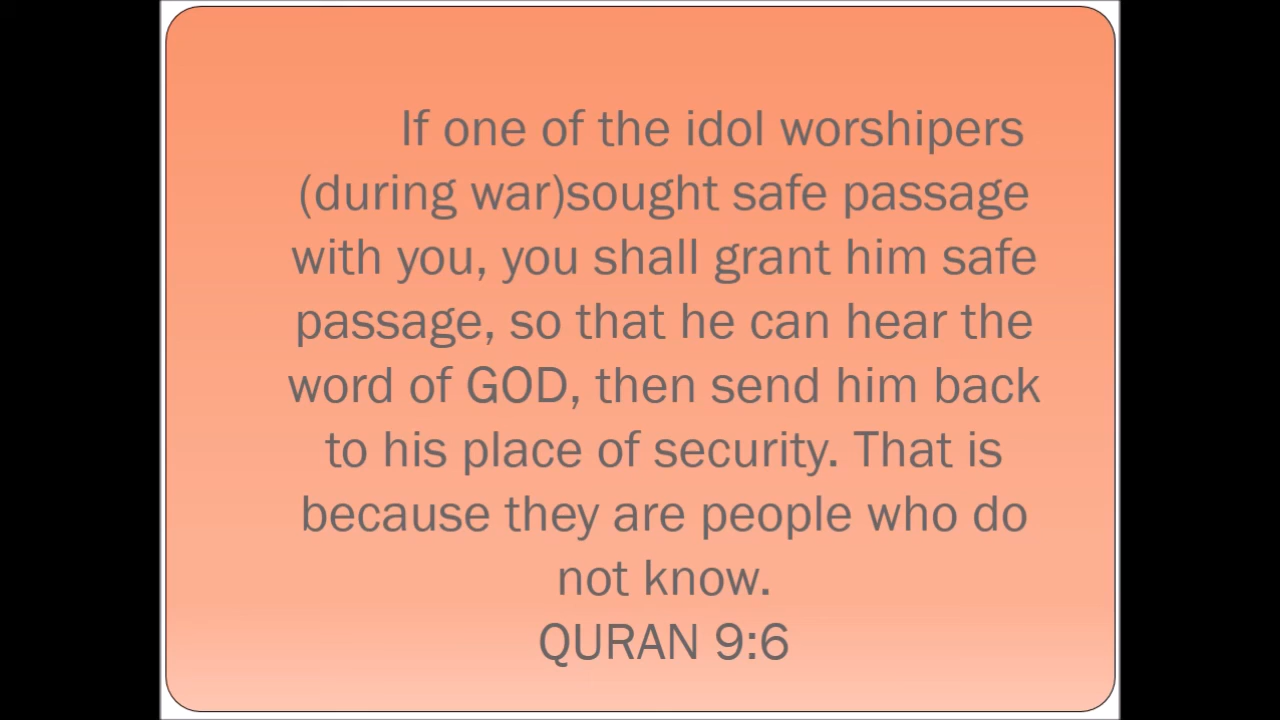 If one of the idol worshipers
(during war)sought safe passage
with you, you shall grant him safe
passage, so that he can hear the
word of GOD, then send him back
to his place of security. That is
because they are people who do
not know.
QURAN 9:6